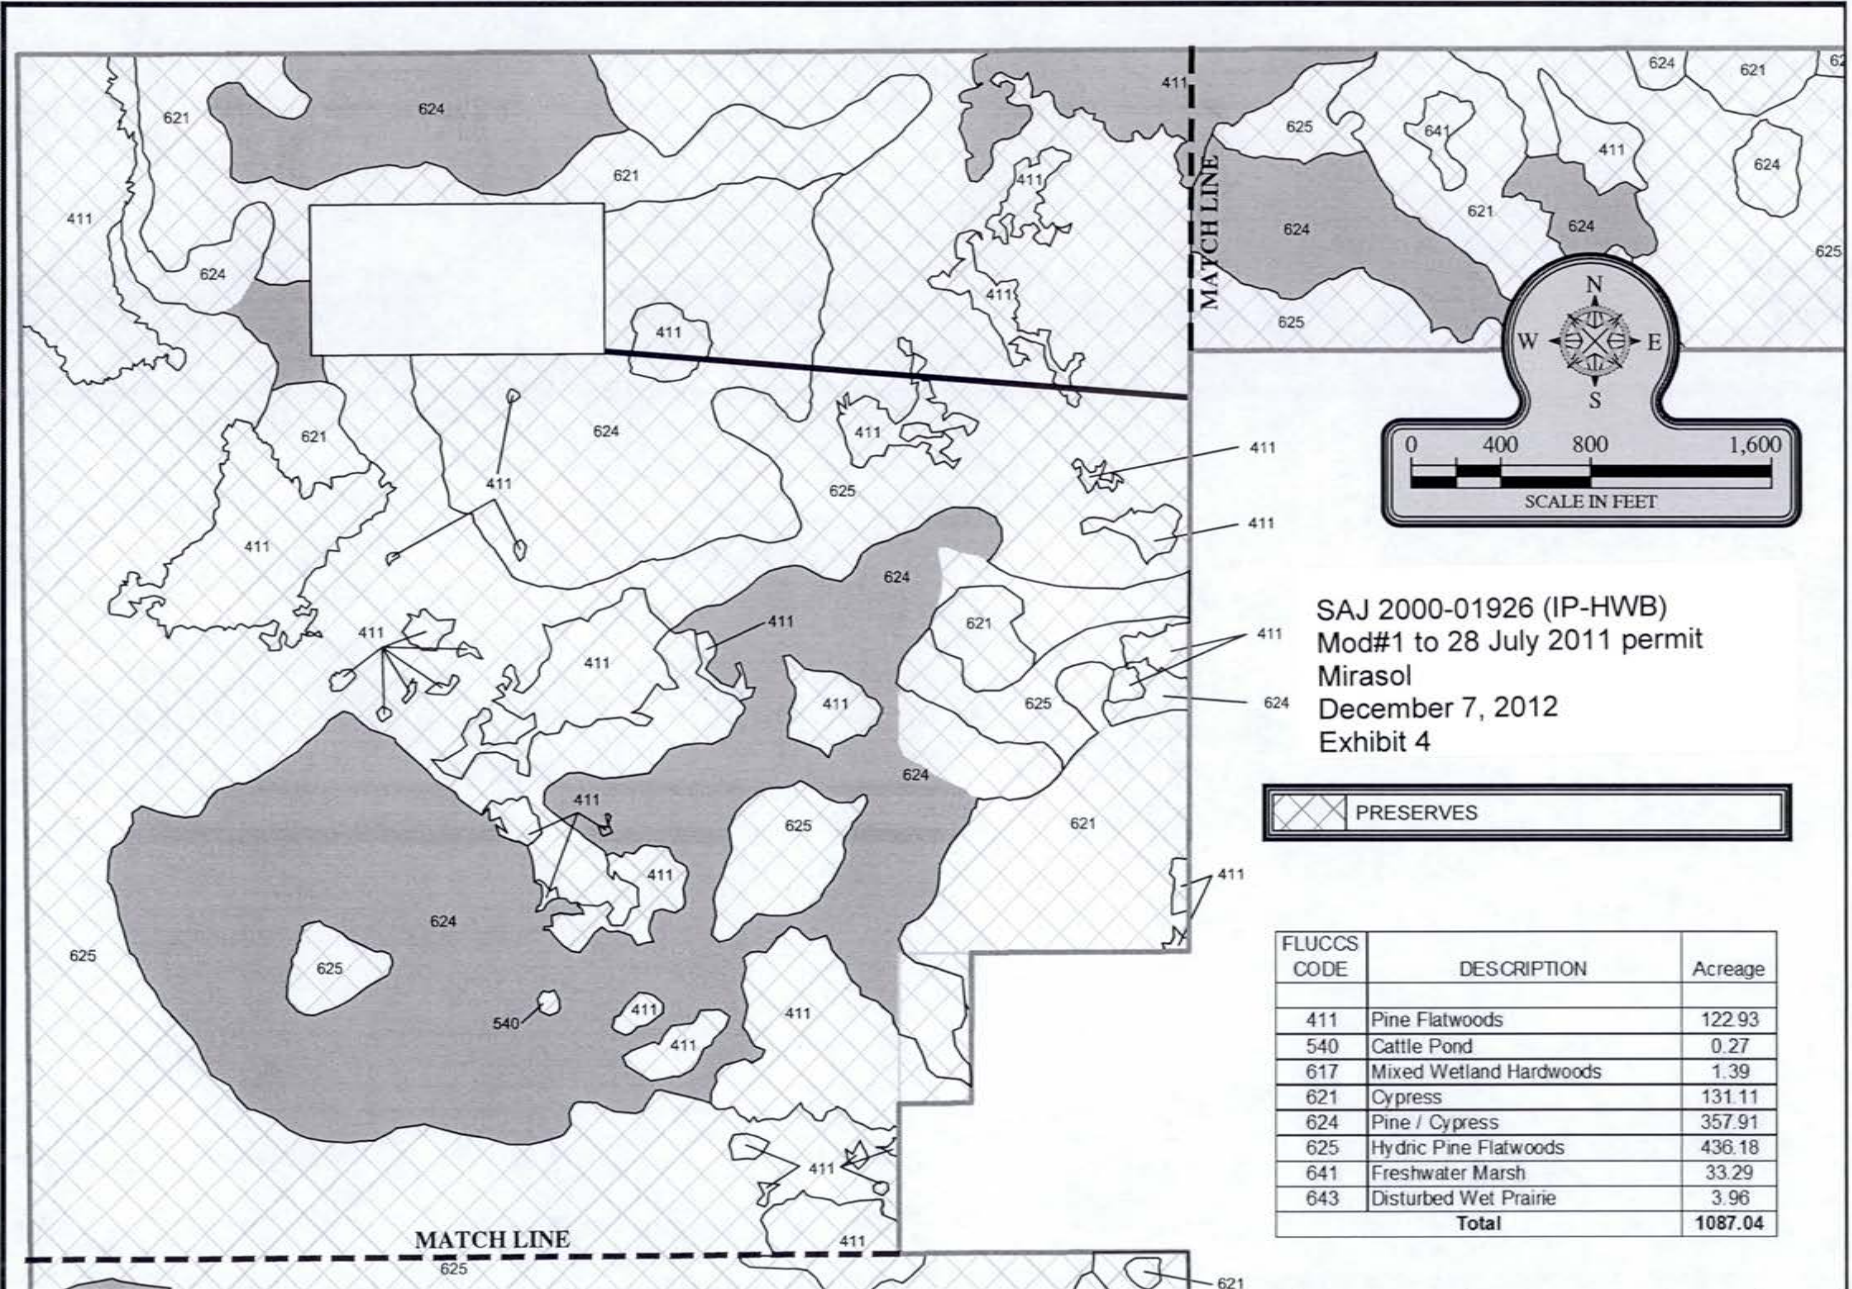 624
621
62
411
621
624
625
641
411
624
411
621
411
621
624
625
624
624
411
411
625
MATCH LINE
N
W E
S
0 400 800 1,600
SCALE IN FEET
621
624
411
411
411
411
625
411
411
624
411
411
621
411
411
411
625
624
SAJ 2000-01926 (IP-HWB)
Mod#1 to 28 July 2011 permit
Mirasol
December 7, 2012
Exhibit 4
PRESERVES
624
411
625
621
411
411
624
625
625
411
411
540
411
411
411
MATCH LINE
625
621
FLUCCS
CODE DESCRIPTION Acreage
411 Pine Flatwoods 122.93
540 Cattle Pond 0.27
617 Mixed Wetland Hardwoods 1.39
621 Cypress 131.11
624 Pine / Cypress 357.91
625 Hydric Pine Flatwoods 436.18
641 Freshwater Marsh 33.29
643 Disturbed Wet Prairie 3.96
Total 1087.04